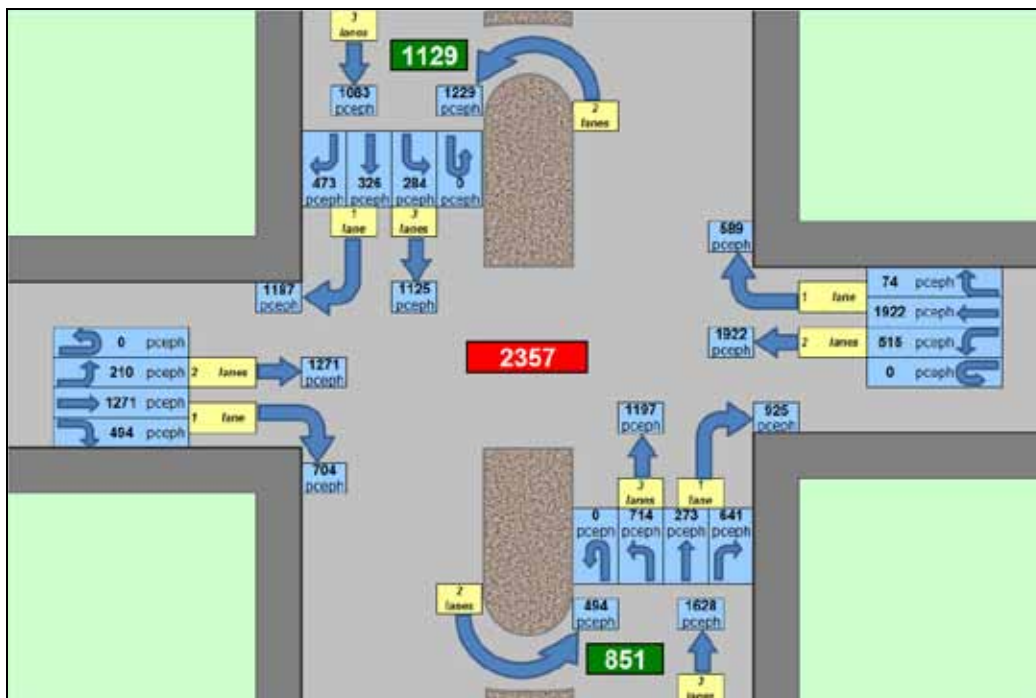 3
lanes
1129
1083
pceph
1229
pceph
2
lanes
473
pceph
326
pceph
284
pceph
0
pceph
1
lane
3
lanes
589
pceph
74 pceph
1 lane
1922 pceph
1187
pceph
1125
pceph
1922
pceph
2 lanes
515 pceph
0 pceph
0 pceph
210 pceph
2 lanes
1271
pceph
2357
1271 pceph
1 lane
494 pceph
704
pceph
1197
pceph
925
pceph
3
lanes
1
lane
0
pceph
714
pceph
273
pceph
641
pceph
2
lanes
494
pceph
1628
pceph
851
3
lanes